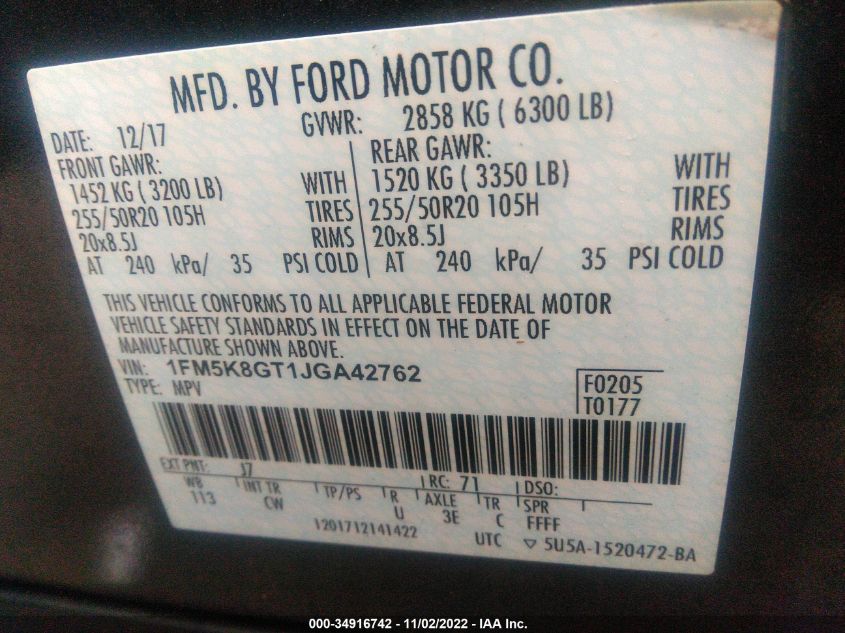 MFD. BY FORD MOTOR CO.
DATE: 12/17 GVWR: 2858 KG ( 6300 LB)
FRONT GAWR: REAR GAWR:
1452 KG ( 3200 LB) WITH 1520 KG ( 3350 LB) WITH
255/50R20 105H TIRES 255/50R20 105H TIRES
20x8.5J RIMS 20x8.5J RIMS
AT 240 kPa/ 35 PSI COLD AT 240 kPa/ 35 PSI COLD
THIS VEHICLE CONFORMS TO ALL APPLICABLE FEDERAL MOTOR
VEHICLE SAFETY STANDARDS IN EFFECT ON THE DATE OF
MANUFACTURE SHOWN ABOVE.
VIN: 1FM5K8GT1JGA42762 F0205
TYPE: MPV T0177
EXT PNT: J7 RC: 71 DSO:
WB INT TR TP/PS R AXLE TR SPR
113 CW U 3E C FFFF
1201712141422 UTC ▽ 5U5A-1520472-BA
000-34916742 - 11/02/2022 - IAA Inc.